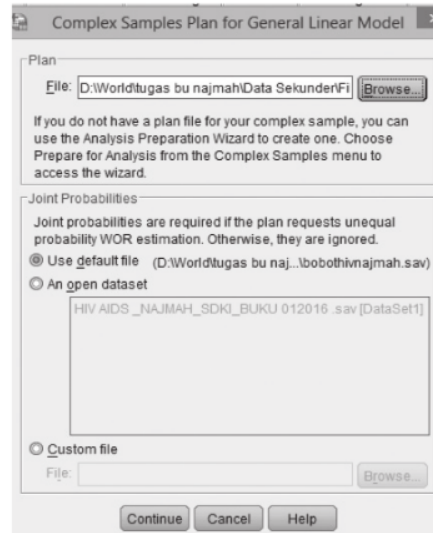 Complex Samples Plan for General Linear Model
Plan
File: D:\World\tugas bu najmah\Data Sekunder\Fi Browse...
If you do not have a plan file for your complex sample, you can
use the Analysis Preparation Wizard to create one. Choose
Prepare for Analysis from the Complex Samples menu to
access the wizard.
Joint Probabilities
Joint probabilities are required if the plan requests unequal
probability WOR estimation. Otherwise, they are ignored.
Use default file (D:\World\tugas bu naj...\bobothivnajmah.sav)
An open dataset
HIV AIDS _NAJMAH_SDKI_BUKU 012016 .sav [DataSet1]
Custom file
File: Browse...
Continue Cancel Help